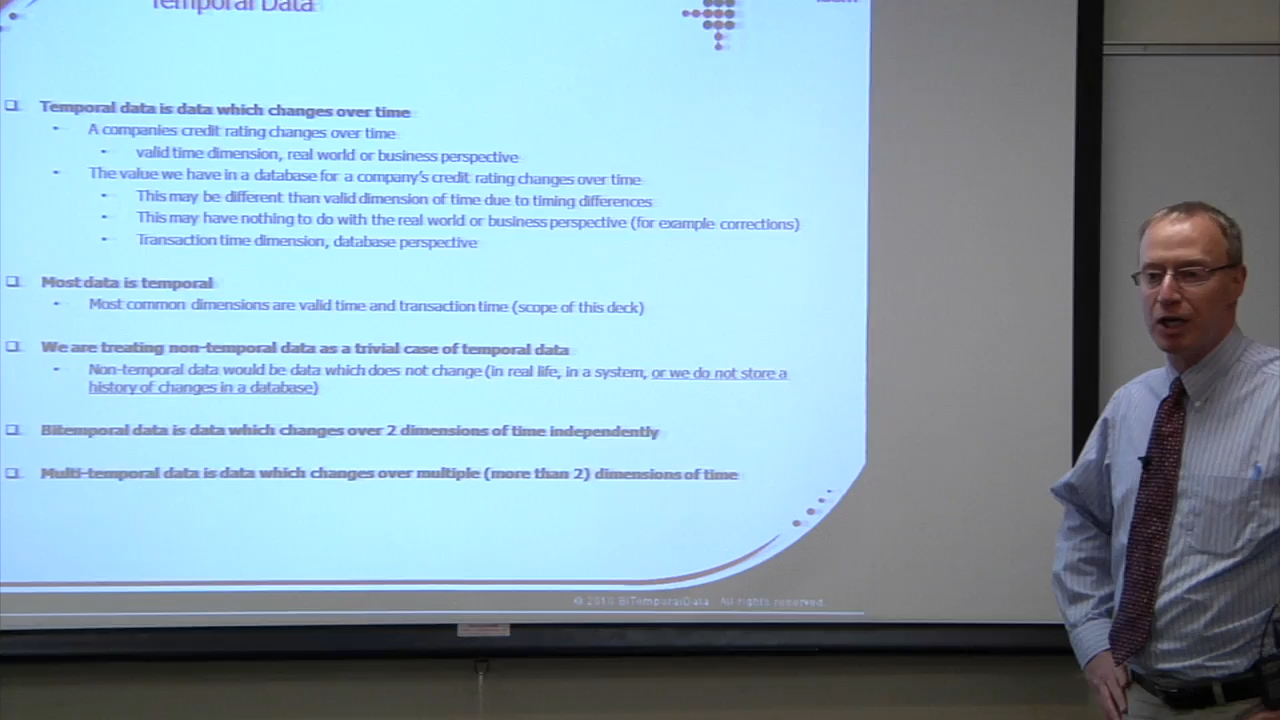 Temporal Data
❑ Temporal data is data which changes over time
• A companies credit rating changes over time
• valid time dimension, real world or business perspective
• The value we have in a database for a company's credit rating changes over time
• This may be different than valid dimension of time due to timing differences
• This may have nothing to do with the real world or business perspective (for example corrections)
• Transaction time dimension, database perspective
❑ Most data is temporal
• Most common dimensions are valid time and transaction time (scope of this deck)
❑ We are treating non-temporal data as a trivial case of temporal data
• Non-temporal data would be data which does not change (in real life, in a system, or we do not store a
history of changes in a database)
❑ Bitemporal data is data which changes over 2 dimensions of time independently
❑ Multi-temporal data is data which changes over multiple (more than 2) dimensions of time
© 2010 BiTemporalData All rights reserved